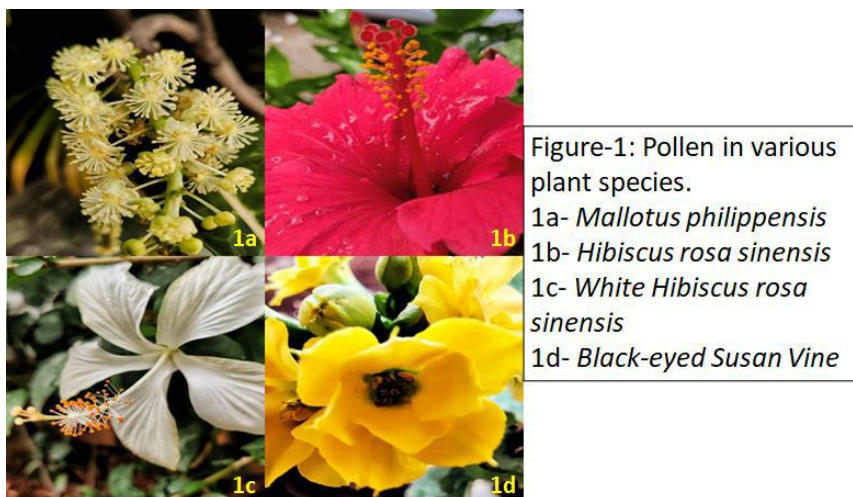 1a
1b
1c
1d
Figure-1: Pollen in various
plant species.
1a- Mallotus philippensis
1b- Hibiscus rosa sinensis
1c- White Hibiscus rosa
sinensis
1d- Black-eyed Susan Vine